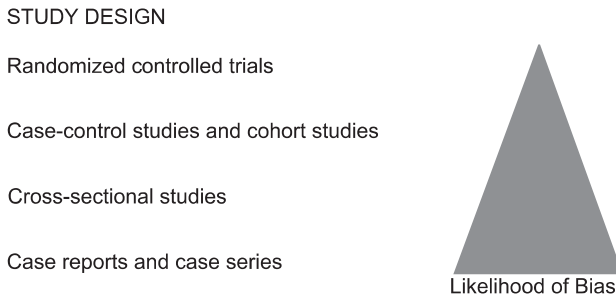 STUDY DESIGN
Randomized controlled trials
Case-control studies and cohort studies
Cross-sectional studies
Case reports and case series
Likelihood of Bias